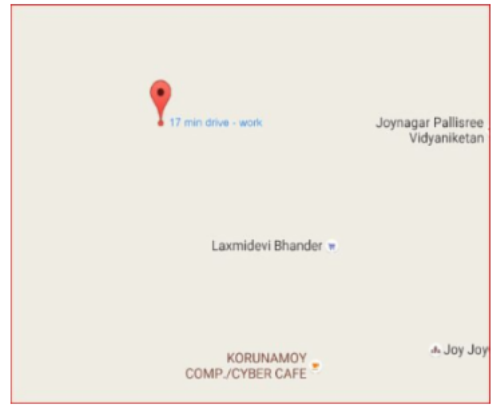 17 min drive - work
Joynagar Pallisree
Vidyaniketan
Laxmidevi Bhander
Joy Joy
KORUNAMOY
COMP./CYBER CAFE